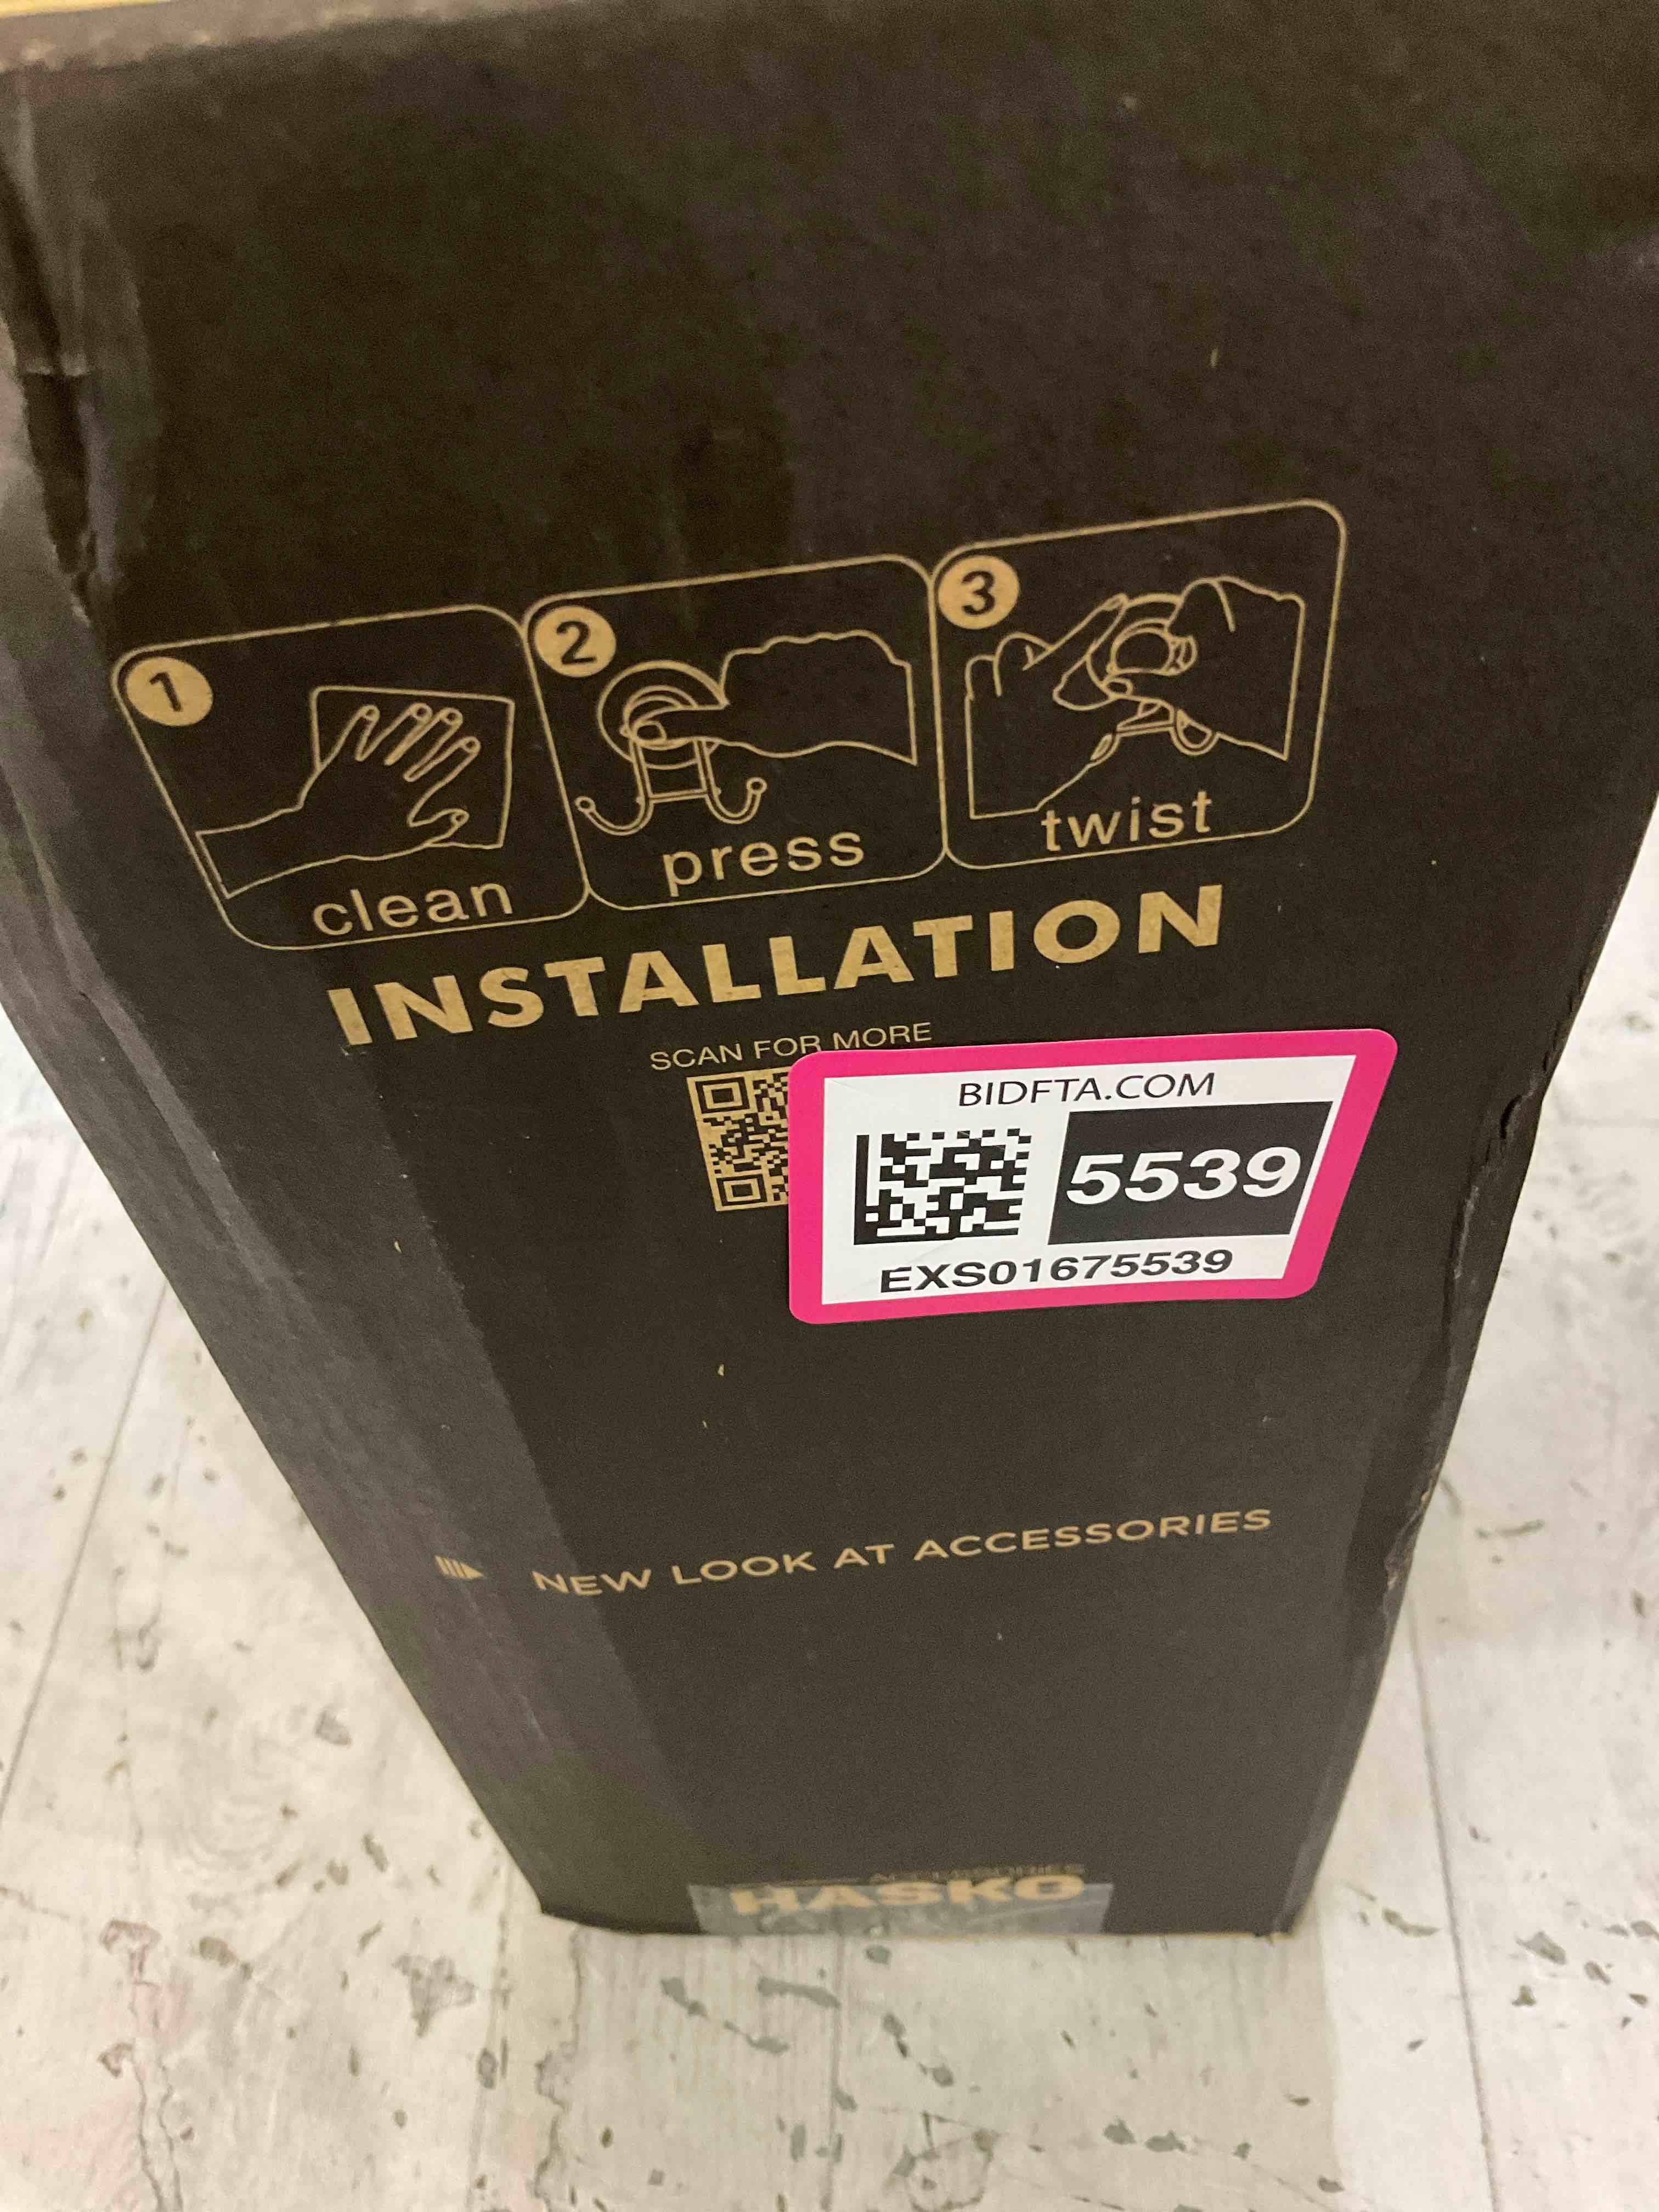 1
2
3
clean
press
twist
INSTALLATION
SCAN FOR MORE
BIDFTA.COM
5539
EXS01675539
NEW LOOK AT ACCESSORIES
ACCESSORIES
HASKO